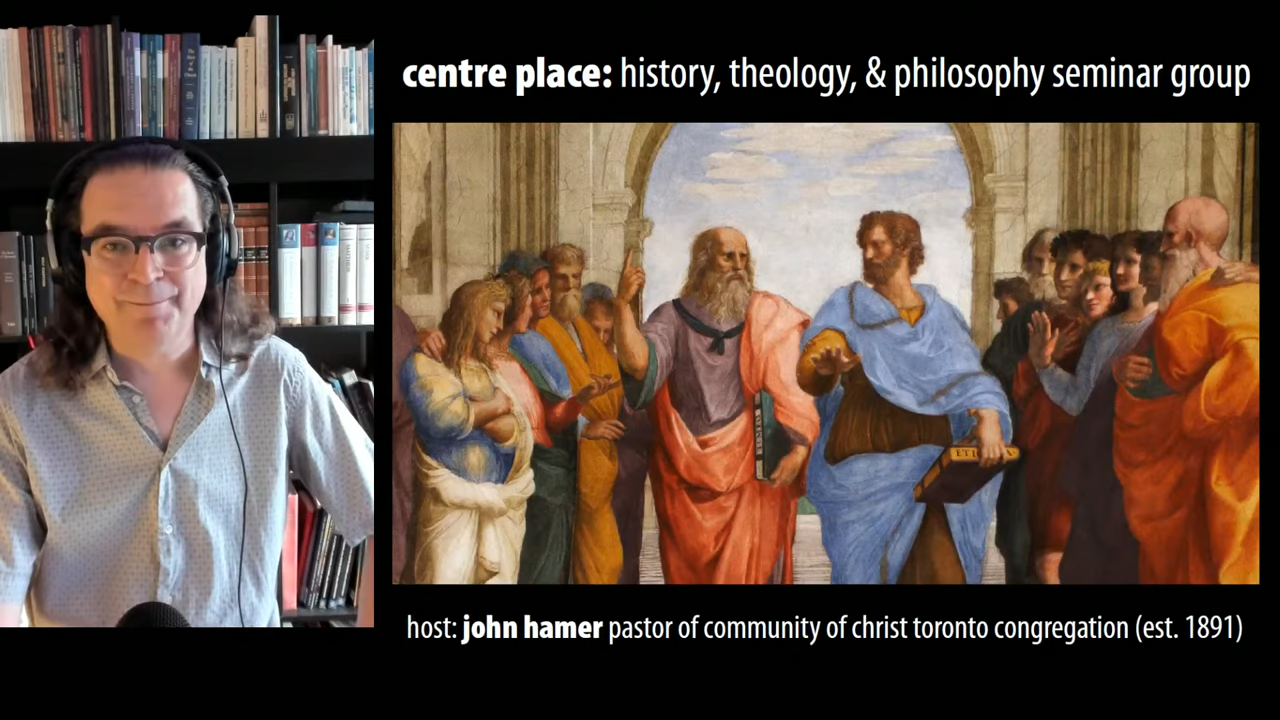 centre place: history, theology, & philosophy seminar group
ETICA
host: john hamer pastor of community of christ toronto congregation (est. 1891)